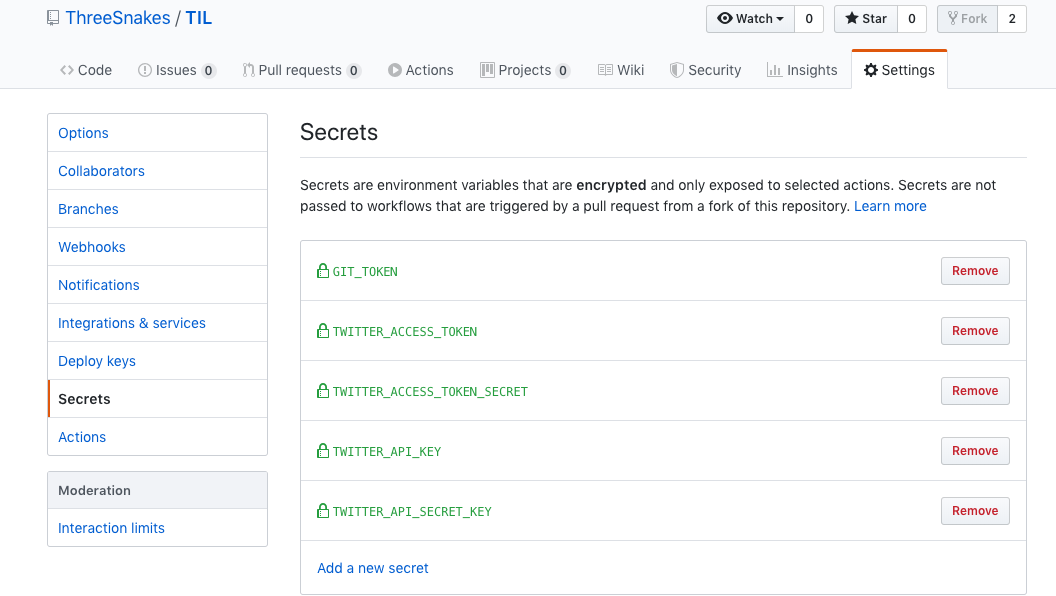 ThreeSnakes / TIL
Watch 0 Star 0 Fork 2
Code Issues 0 Pull requests 0 Actions Projects 0 Wiki Security Insights Settings
Options
Collaborators
Branches
Webhooks
Notifications
Integrations & services
Deploy keys
Secrets
Actions
Moderation
Interaction limits
Secrets
Secrets are environment variables that are encrypted and only exposed to selected actions. Secrets are not
passed to workflows that are triggered by a pull request from a fork of this repository. Learn more
GIT_TOKEN Remove
TWITTER_ACCESS_TOKEN Remove
TWITTER_ACCESS_TOKEN_SECRET Remove
TWITTER_API_KEY Remove
TWITTER_API_SECRET_KEY Remove
Add a new secret